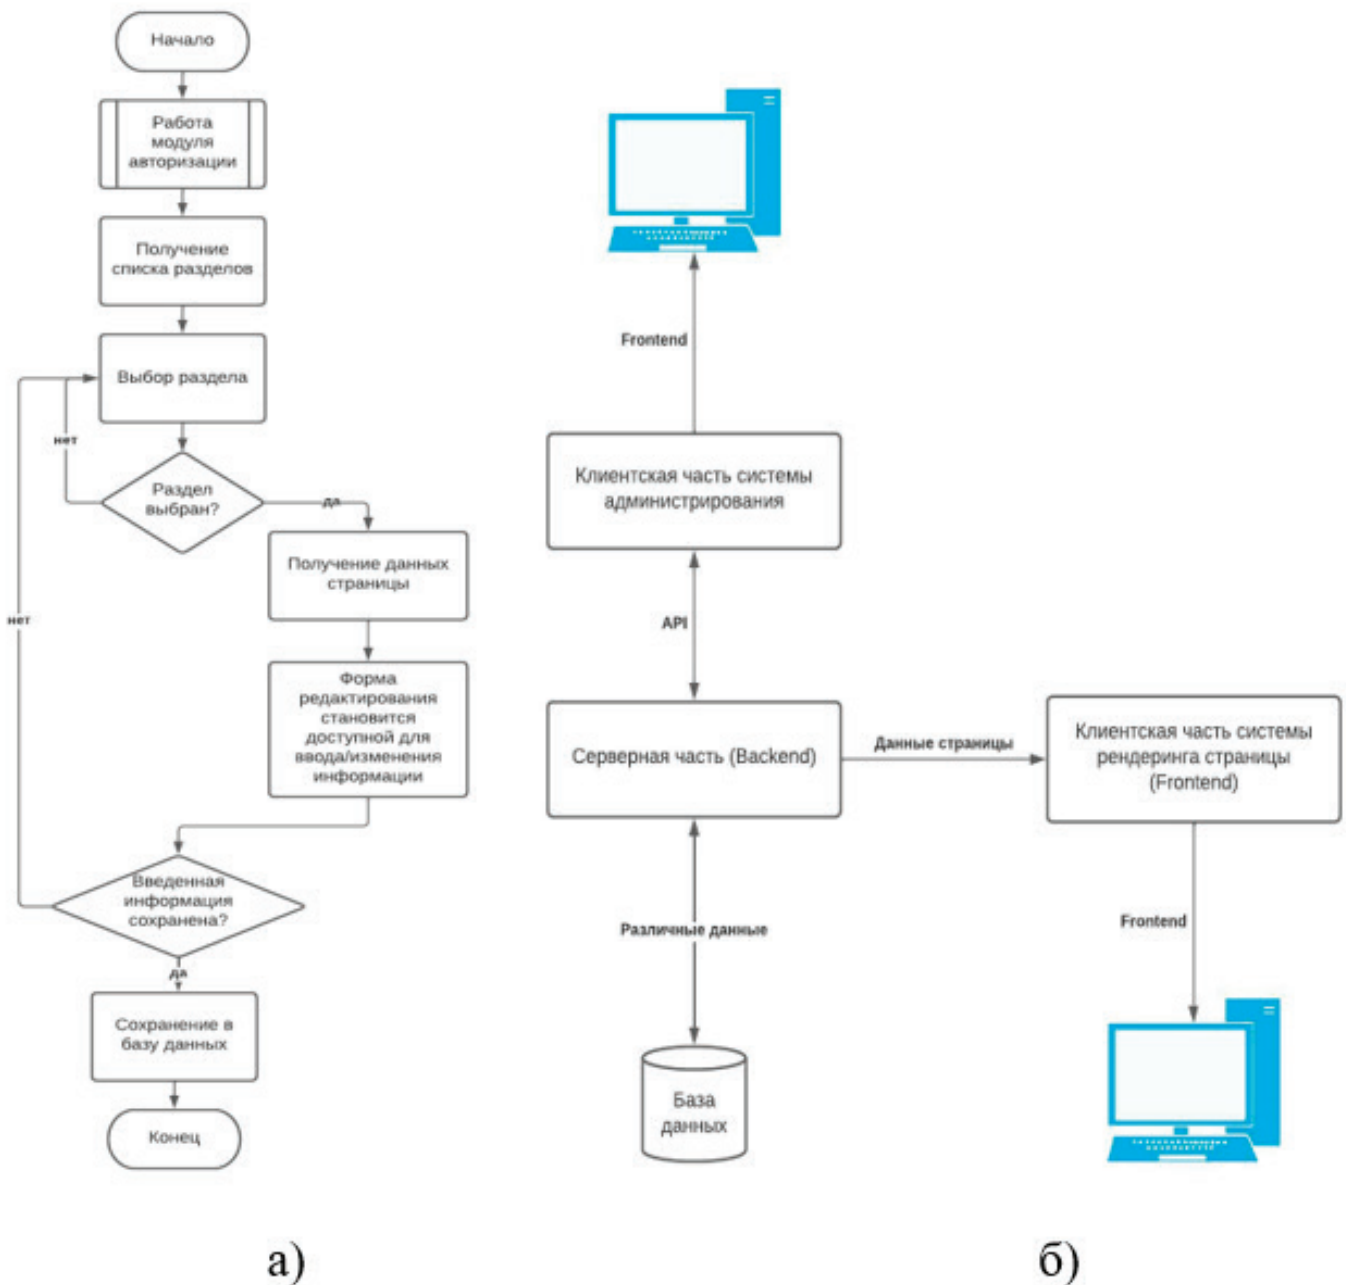 Начало
Работа
модуля
авторизации
Получение
списка разделов
Выбор раздела
нет
Раздел
выбран?
да
Получение данных
страницы
нет
Форма
редактирования
становится
доступной для
ввода/изменения
информации
Введенная
информация
сохранена?
да
Сохранение в
базу данных
Конец
а)
Frontend
Клиентская часть системы
администрирования
API
Серверная часть (Backend)
Данные страницы
Клиентская часть системы
рендеринга страницы
(Frontend)
Различные данные
Frontend
База
данных
б)